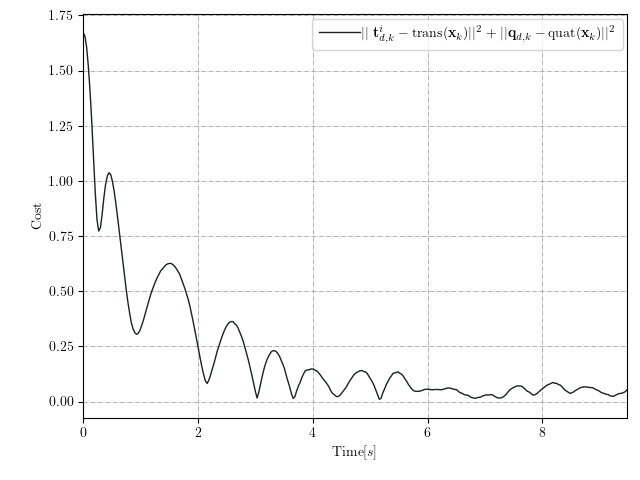 || t^i_{d,k} − trans(x_k)||^2 + ||q_{d,k} − quat(x_k)||^2
1.75
1.50
1.25
1.00
0.75
0.50
0.25
0.00
Cost
0 2 4 6 8
Time[s]